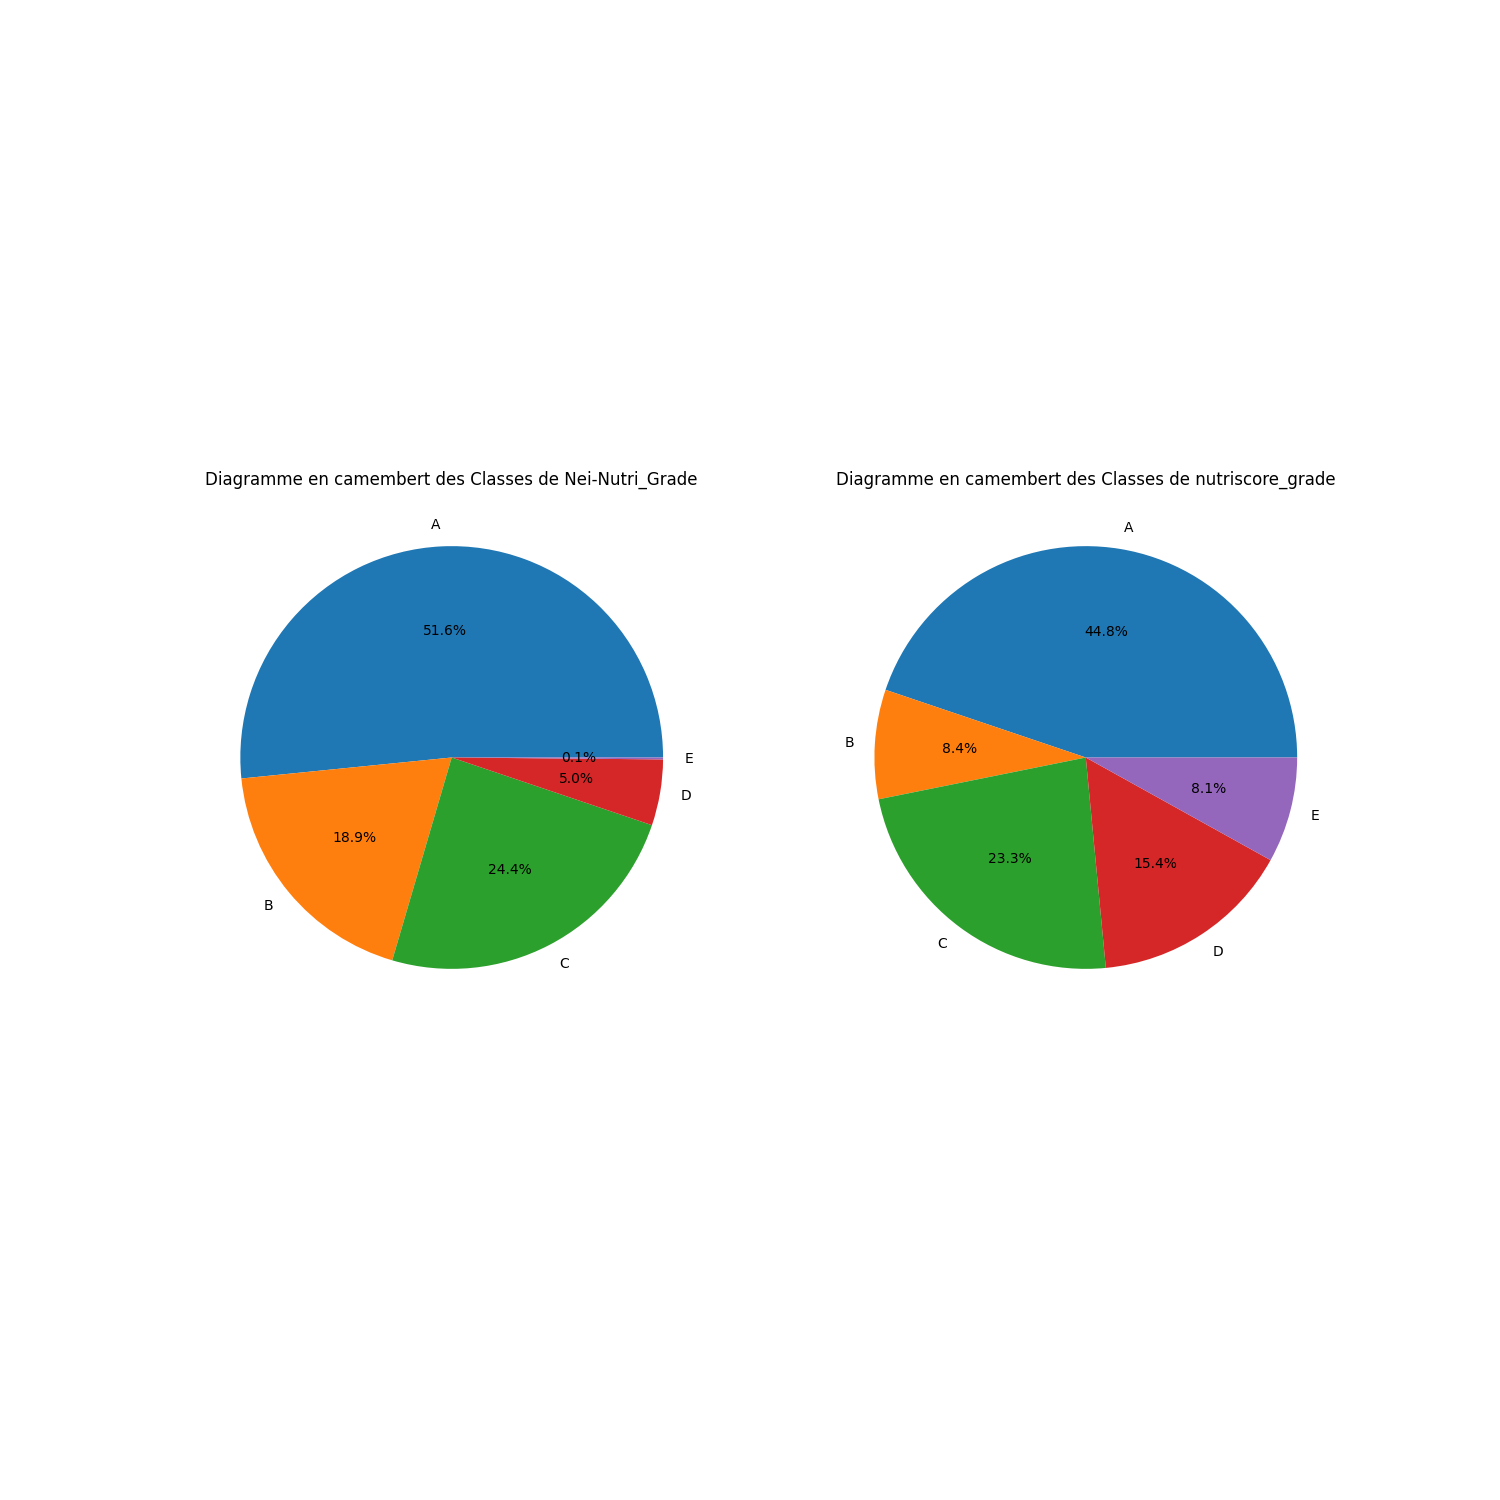 Diagramme en camembert des Classes de Nei-Nutri_Grade
A
51.6%
0.1%
E
5.0%
D
18.9%
24.4%
B
C
Diagramme en camembert des Classes de nutriscore_grade
A
44.8%
B
8.4%
8.1%
E
23.3%
15.4%
C
D